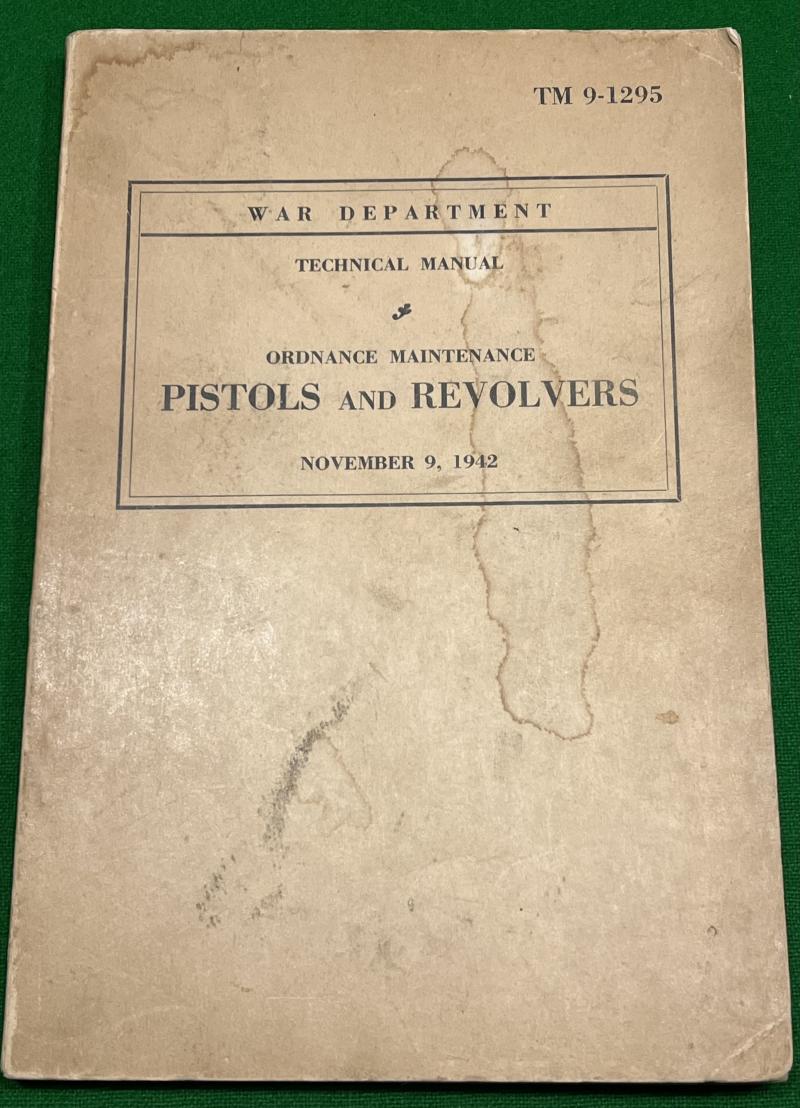 TM 9-1295
WAR DEPARTMENT
TECHNICAL MANUAL
ORDNANCE MAINTENANCE
PISTOLS AND REVOLVERS
NOVEMBER 9, 1942